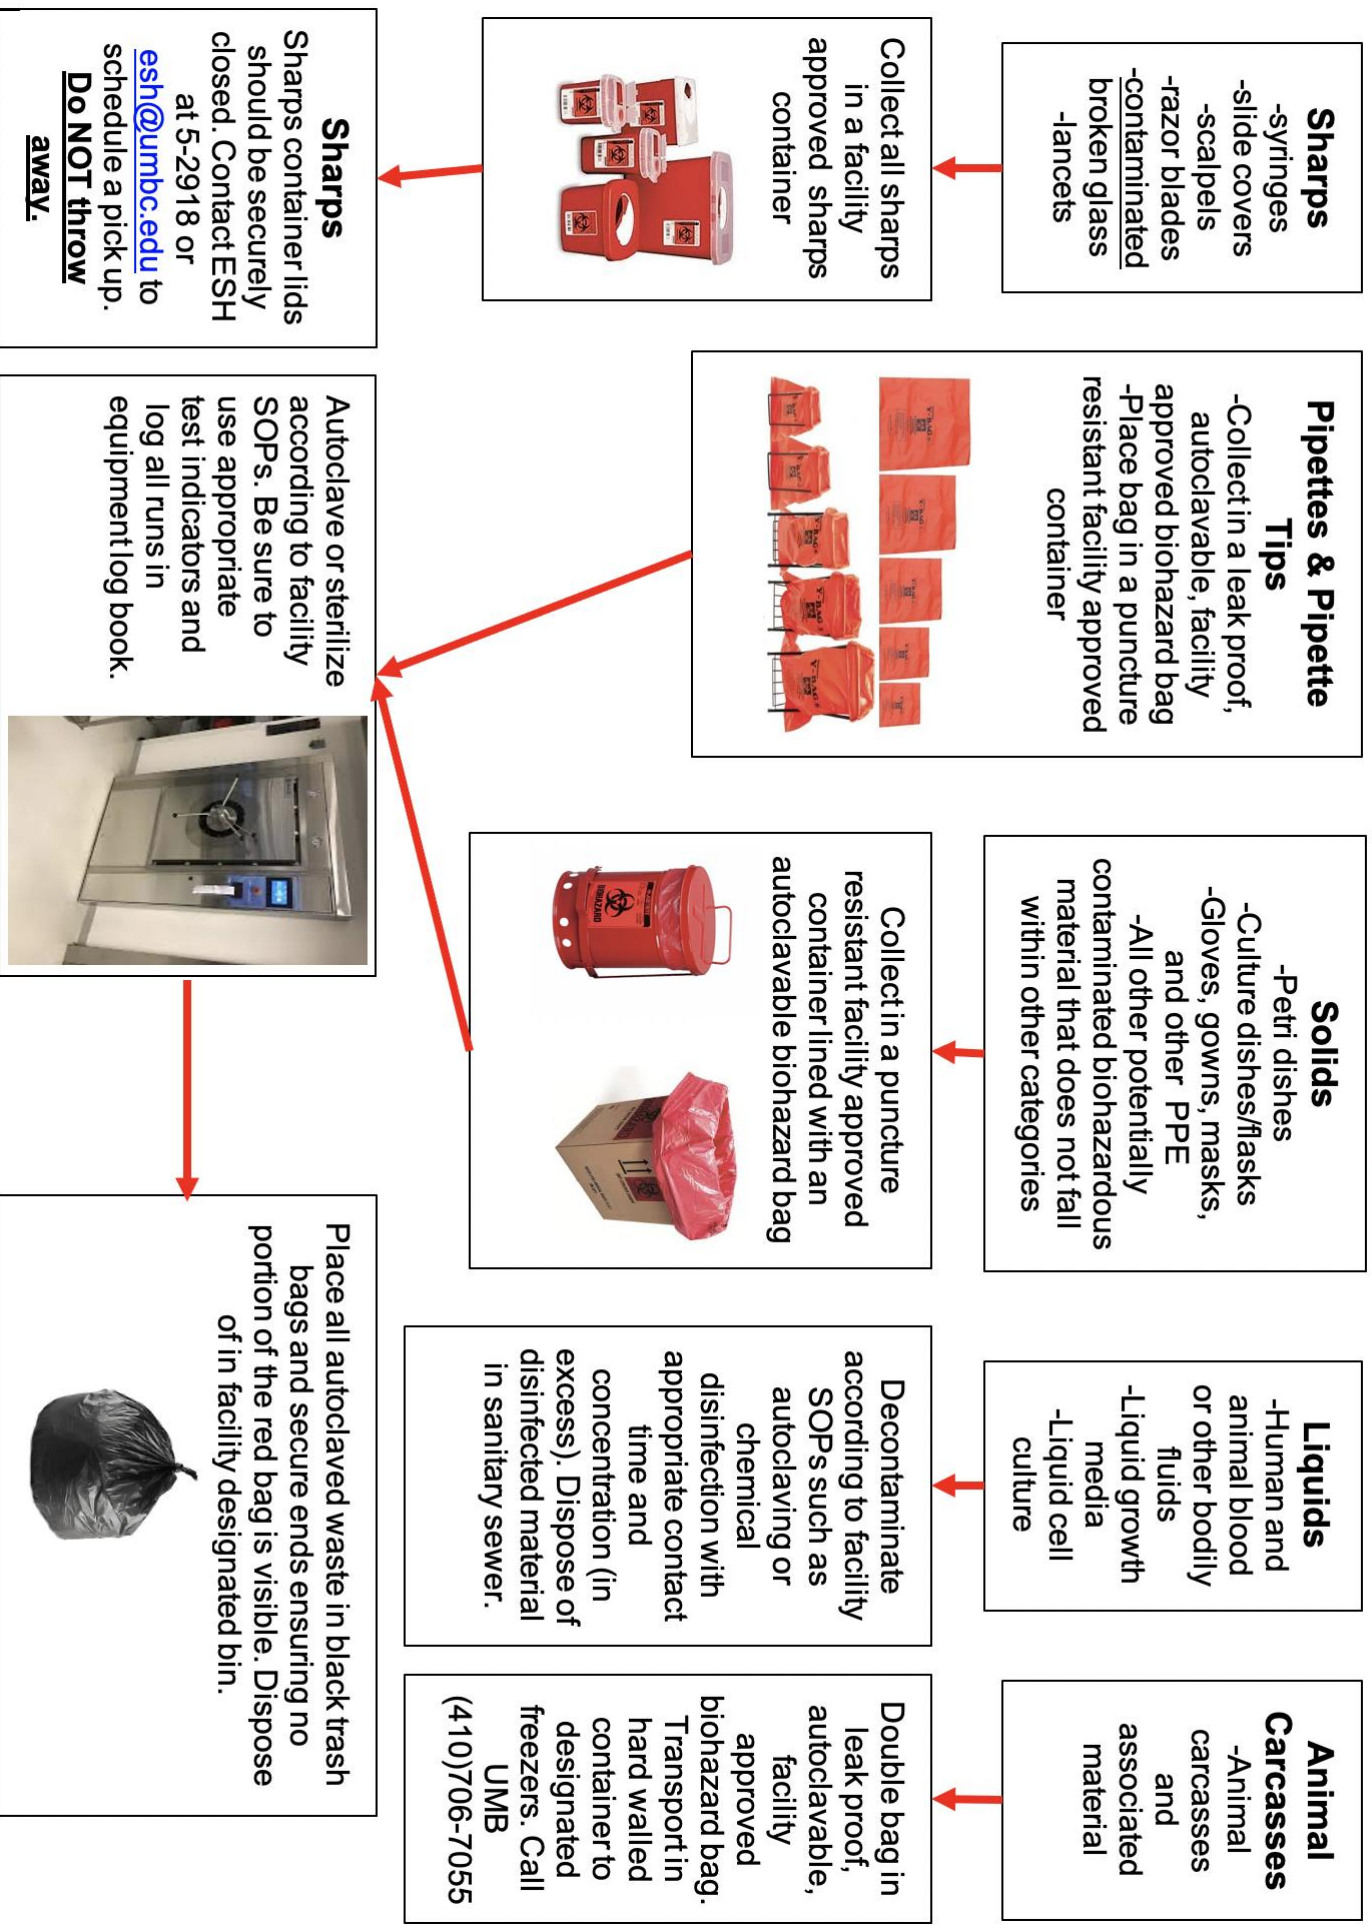 Sharps
-syringes
-slide covers
-scalpels
-razor blades
-contaminated
broken glass
-lancets
Pipettes & Pipette
Tips
-Collect in a leak proof,
autoclavable, facility
approved biohazard bag
-Place bag in a puncture
resistant facility approved
container
Solids
-Petri dishes
-Culture dishes/flasks
-Gloves, gowns, masks,
and other PPE
-All other potentially
contaminated biohazardous
material that does not fall
within other categories
Liquids
-Human and
animal blood
or other bodily
fluids
-Liquid growth
media
-Liquid cell
culture
Animal
Carcasses
-Animal
carcasses
and
associated
material
Collect all sharps
in a facility
approved sharps
container
Collect in a puncture
resistant facility approved
container lined with an
autoclavable biohazard bag
BIOHAZARD
Decontaminate
according to facility
SOPs such as
autoclaving or
chemical
disinfection with
appropriate contact
time and
concentration (in
excess). Dispose of
disinfected material
in sanitary sewer.
Double bag in
leak proof,
autoclavable,
facility
approved
biohazard bag.
Transport in
hard walled
container to
designated
freezers. Call
UMB
(410)706-7055
Sharps
Sharps container lids
should be securely
closed. Contact ESH
at 5-2918 or
esh@umbc.edu to
schedule a pick up.
Do NOT throw
away.
Autoclave or sterilize
according to facility
SOPs. Be sure to
use appropriate
test indicators and
log all runs in
equipment log book.
Place all autoclaved waste in black trash
bags and secure ends ensuring no
portion of the red bag is visible. Dispose
of in facility designated bin.